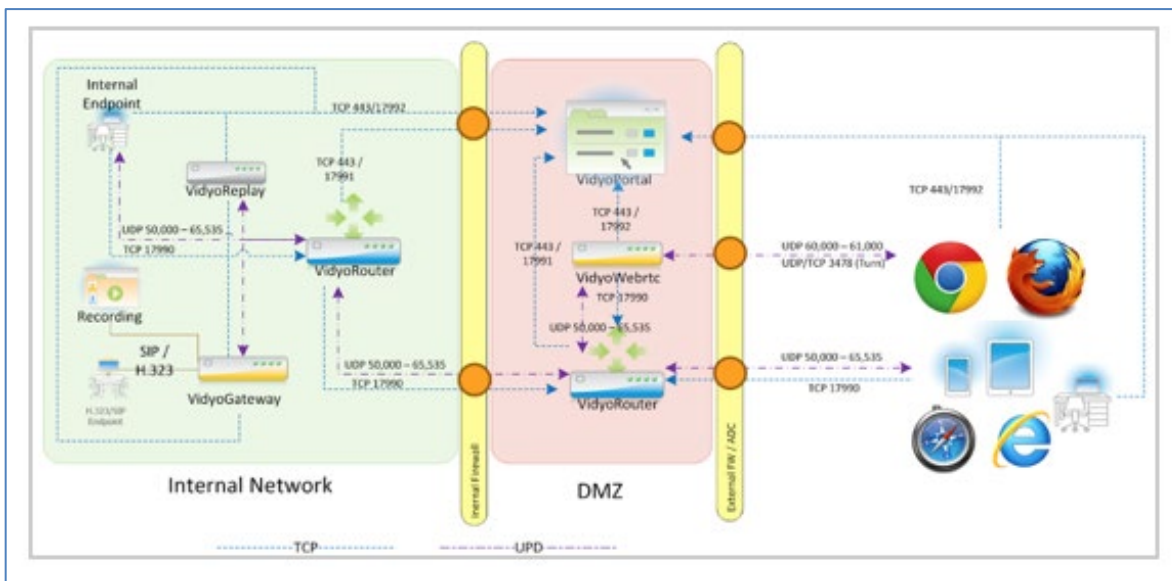 Internal
Endpoint
TCP 443/17992
TCP 443 /
17991
VidyoReplay
UDP 50,000 – 65,535
TCP 17990
VidyoRouter
Recording
SIP /
H.323
H.323/SIP
Endpoint
VidyoGateway
UDP 50,000 – 65,535
TCP 17990
Internal Network
Inernal Firewall
VidyoPortal
TCP 443 /
17992
TCP 443 /
17991
VidyoWebrtc
TCP 17990
UDP 50,000 – 65,535
VidyoRouter
DMZ
External FW / ADC
TCP 443/17992
UDP 60,000 – 61,000
UDP/TCP 3478 (Turn)
UDP 50,000 – 65,535
TCP 17990
TCP
UPD